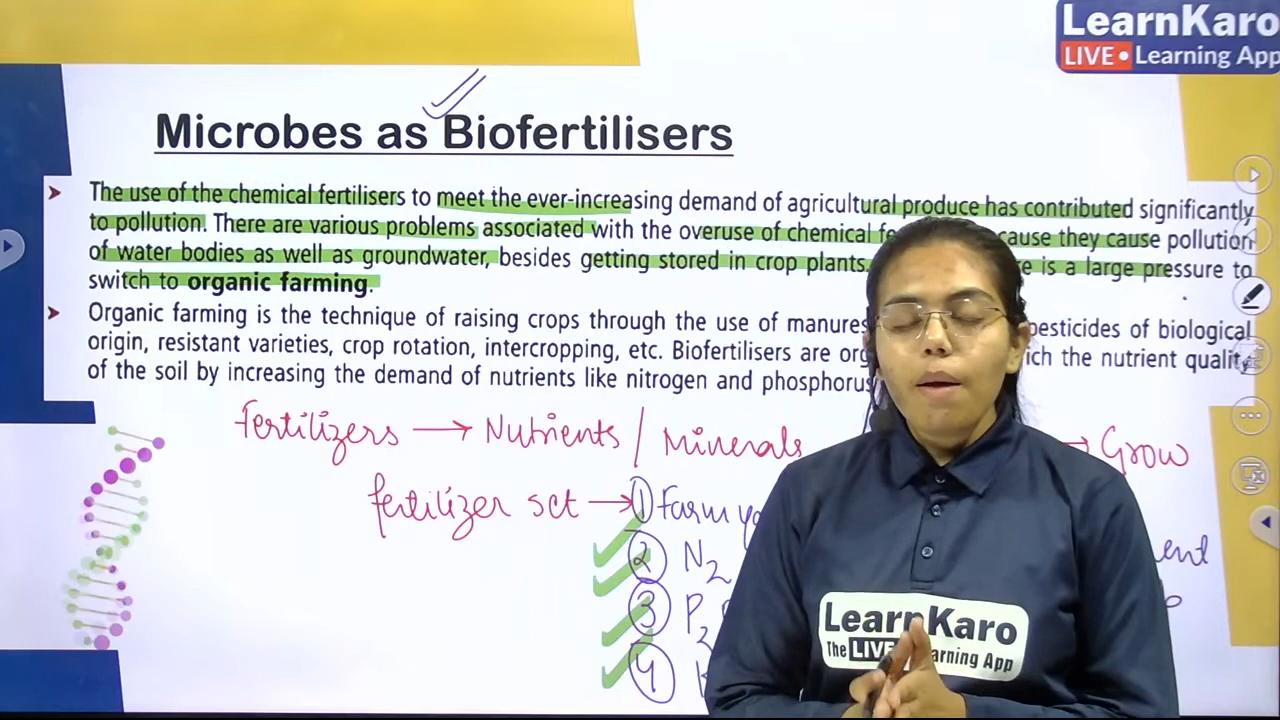 LearnKaro
LIVE • Learning App
Microbes as Biofertilisers
The use of the chemical fertilisers to meet the ever-increasing demand of agricultural produce has contributed significantly
to pollution. There are various problems associated with the overuse of chemical because they cause pollution
of water bodies as well as groundwater, besides getting stored in crop plants. is a large pressure to
switch to organic farming.
Organic farming is the technique of raising crops through the use of manures pesticides of biological
origin, resistant varieties, crop rotation, intercropping, etc. Biofertilisers are the nutrient quality
of the soil by increasing the demand of nutrients like nitrogen and phosphorus
Fertilizers → Nutrients / Minerals → Grow
fertilizer set → ① Farm
② N2
③ P2
④
LearnKaro
The LIVE Learning App